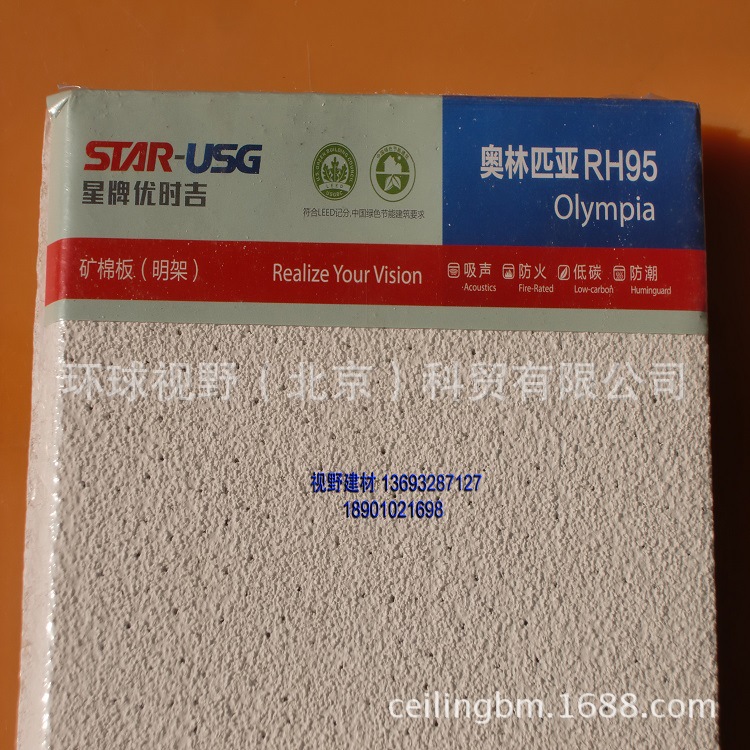 STAR-USG
星牌优时吉
LEED
USGBC
符合LEED记分,中国绿色节能建筑要求
奥林匹亚RH95
Olympia
矿棉板(明架)
Realize Your Vision
吸声
Acoustics
防火
Fire-Rated
低碳
Low-carbon
防潮
Huminguard
环球视野(北京)科贸有限公司
视野建材 13693287127
18901021698
ceilingbm.1688.com